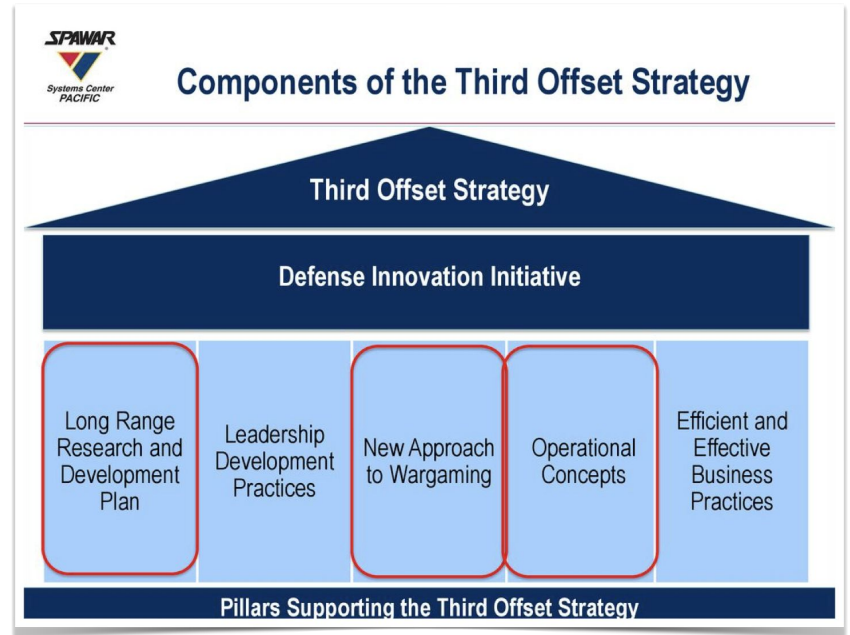 SPAWAR
Systems Center
PACIFIC
Components of the Third Offset Strategy
Third Offset Strategy
Defense Innovation Initiative
Long Range
Research and
Development
Plan
Leadership
Development
Practices
New Approach
to Wargaming
Operational
Concepts
Efficient and
Effective
Business
Practices
Pillars Supporting the Third Offset Strategy